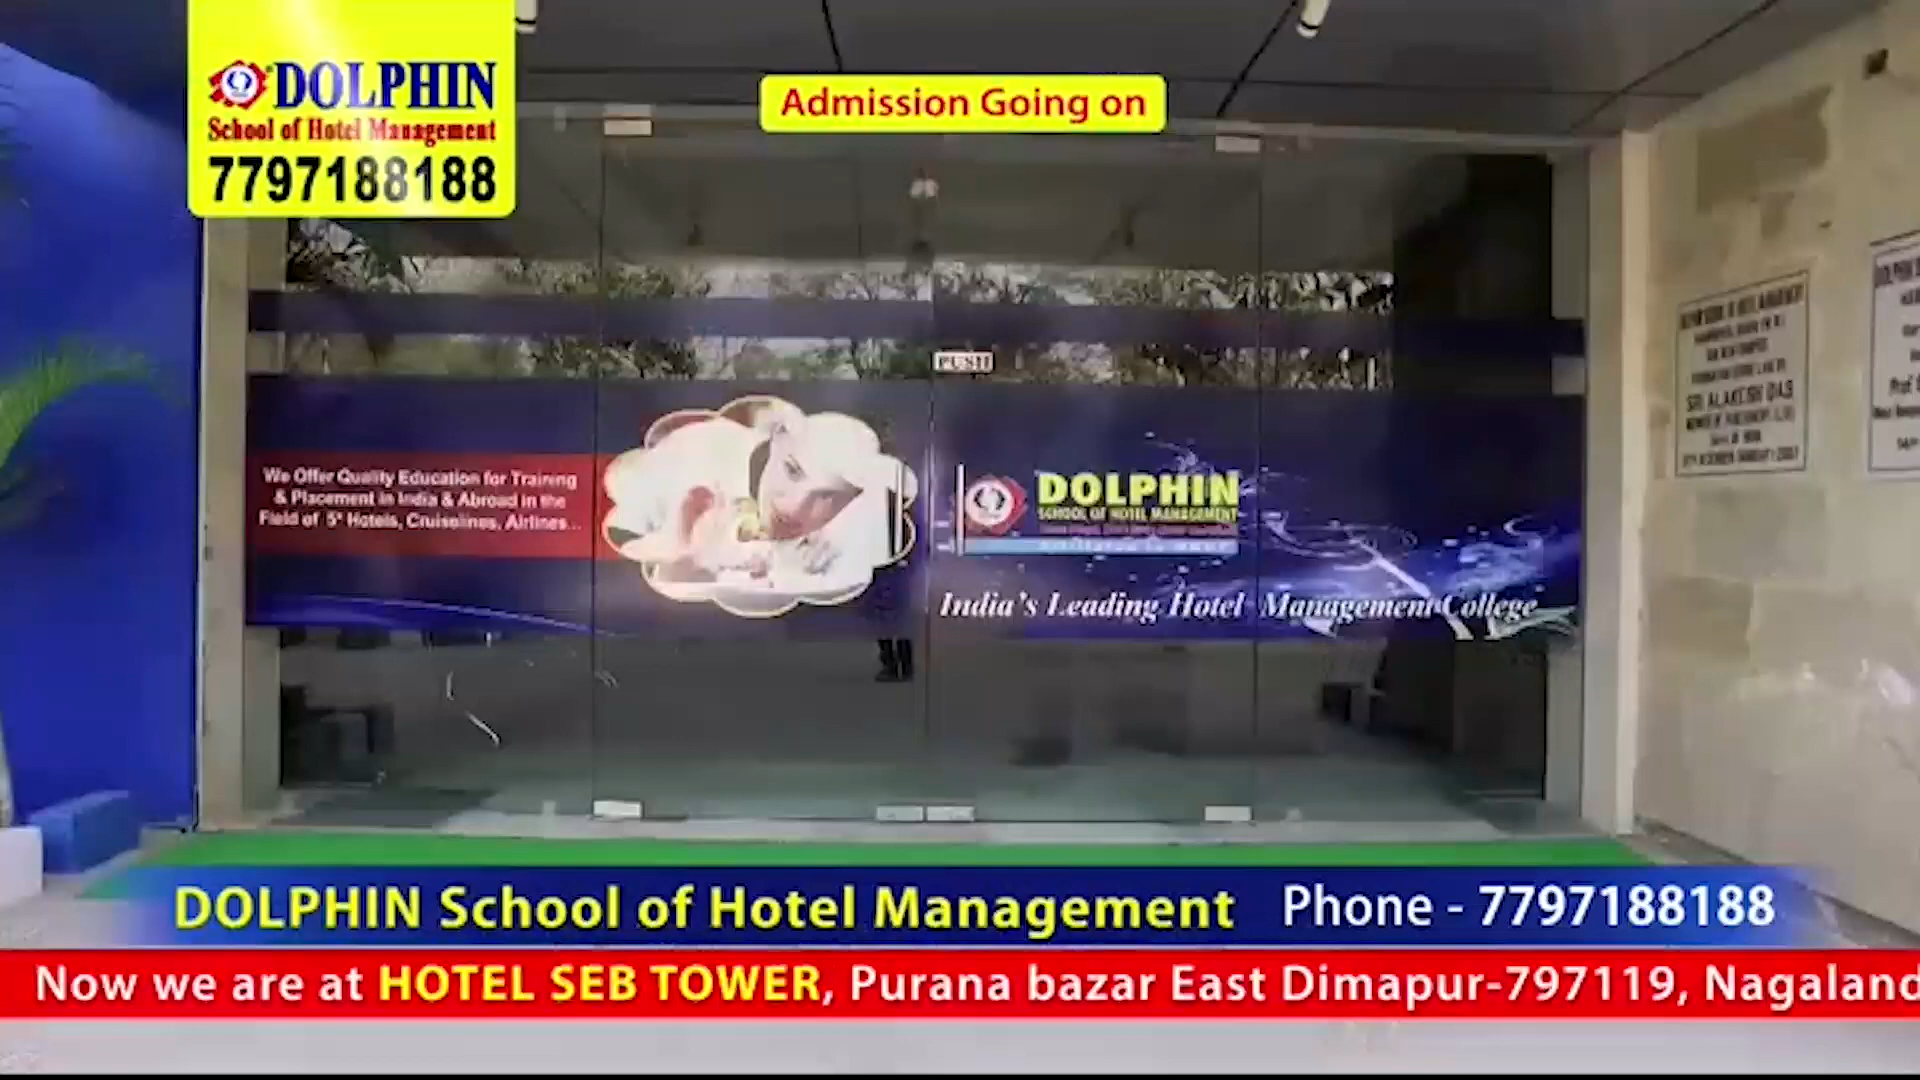 DOLPHIN
School of Hotel Management
7797188188
Admission Going on
PUSH
We Offer Quality Education for Training
& Placement in India & Abroad in the
Field of 5* Hotels, Cruiselines, Airlines...
DOLPHIN
SCHOOL OF HOTEL MANAGEMENT
India's Leading Hotel Management College
SRI ALAKESH DAS
DOLPHIN School of Hotel Management Phone - 7797188188
Now we are at HOTEL SEB TOWER, Purana bazar East Dimapur-797119, Nagaland